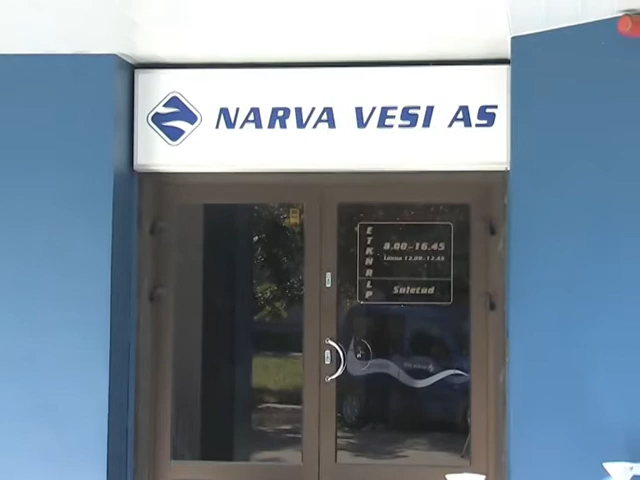 NARVA VESI AS
E
T
K
N
R
L
P
8.00-16.45
Lõuna 12.00-12.45
Suletud